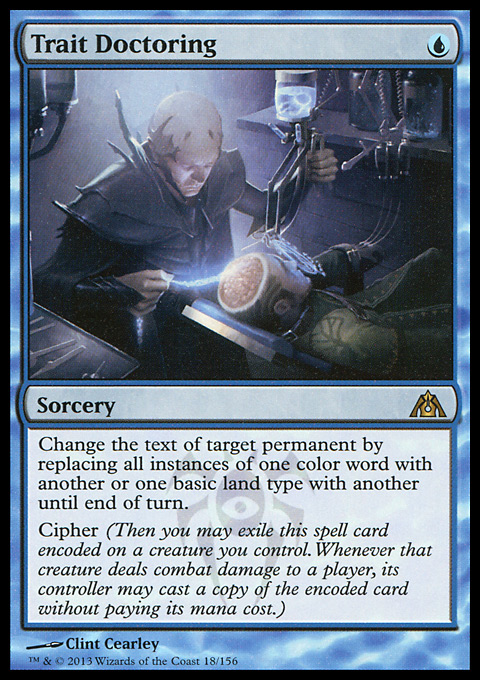 Trait Doctoring
Sorcery
Change the text of target permanent by
replacing all instances of one color word with
another or one basic land type with another
until end of turn.
Cipher (Then you may exile this spell card
encoded on a creature you control. Whenever that
creature deals combat damage to a player, its
controller may cast a copy of the encoded card
without paying its mana cost.)
Clint Cearley
™ & © 2013 Wizards of the Coast 18/156